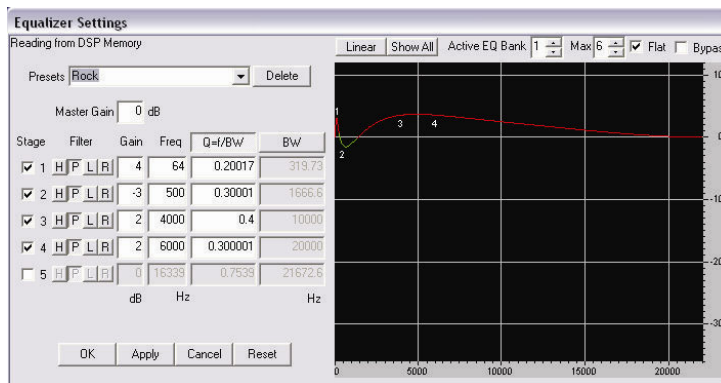 Equalizer Settings
Reading from DSP Memory
Linear Show All Active EQ Bank 1 Max 6 Flat Bypas
Presets Rock Delete
Master Gain 0 dB
Stage Filter Gain Freq Q=f/BW BW
1 H P L R 4 64 0.20017 319.73
2 H P L R -3 500 0.30001 1666.6
3 H P L R 2 4000 0.4 10000
4 H P L R 2 6000 0.300001 20000
5 H P L R 0 16339 0.7539 21672.6
dB Hz Hz
OK Apply Cancel Reset
1 2 3 4
10
0
-10
-20
-30
0 5000 10000 15000 20000